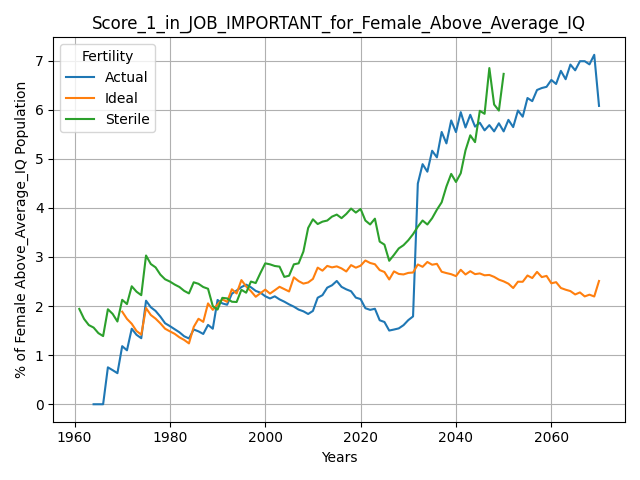 Score_1_in_JOB_IMPORTANT_for_Female_Above_Average_IQ
Fertility
Actual
Ideal
Sterile
% of Female Above_Average_IQ Population
7
6
5
4
3
2
1
0
1960 1980 2000 2020 2040 2060
Years